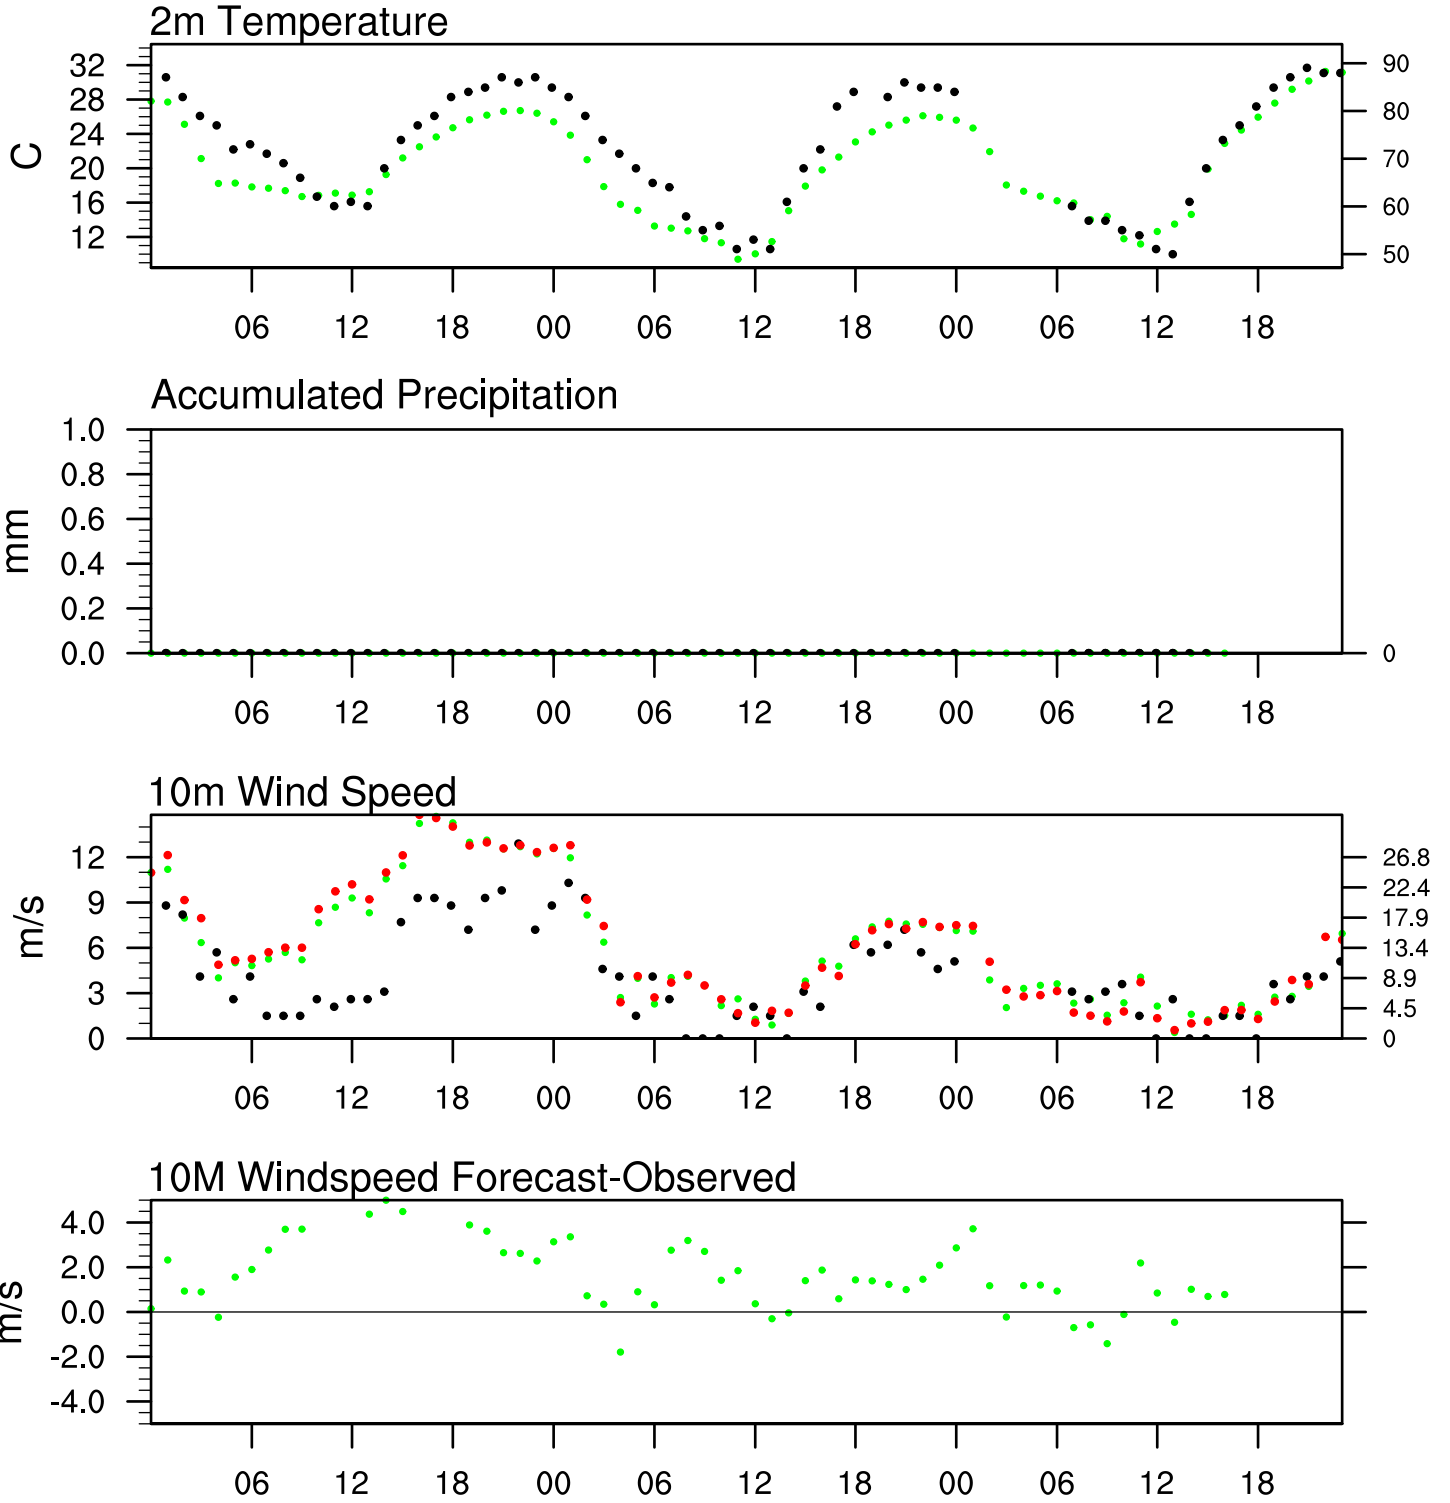 2m Temperature
32 90
28
80
24
C
20 70
16 60
12
50
06 12 18 00 06 12 18 00 06 12 18
Accumulated Precipitation
1.0
0.8
0.6
mm
0.4
0.2
0.0 0
06 12 18 00 06 12 18 00 06 12 18
10m Wind Speed
12 26.8
22.4
9
17.9
m/s
6 13.4
8.9
3
4.5
0 0
06 12 18 00 06 12 18 00 06 12 18
10M Windspeed Forecast-Observed
4.0
2.0
m/s
0.0
-2.0
-4.0
06 12 18 00 06 12 18 00 06 12 18